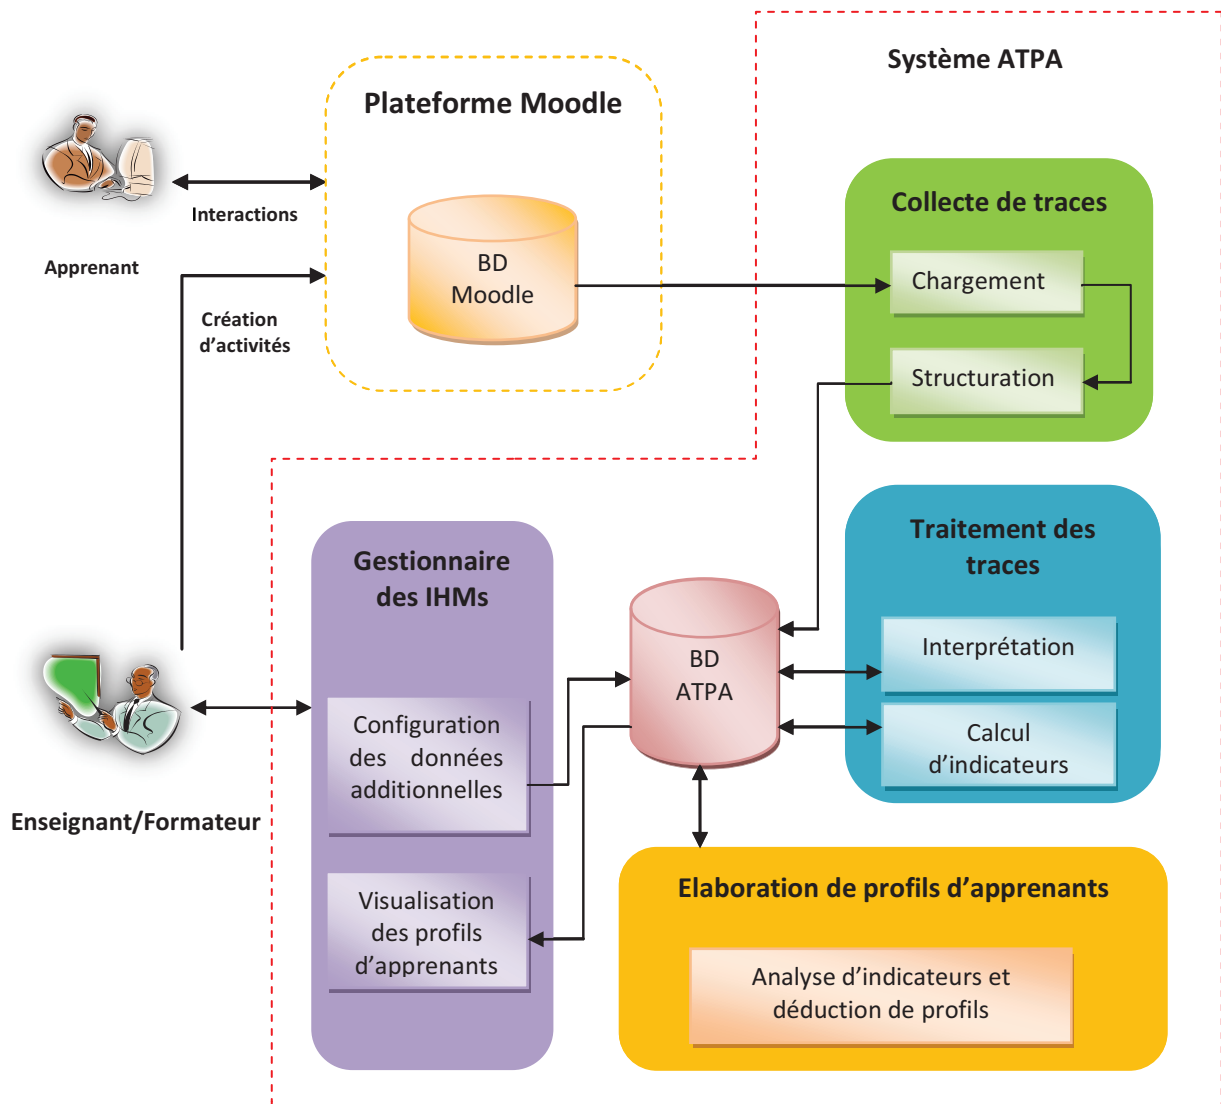 Système ATPA
Plateforme Moodle
Interactions
Apprenant
BD
Moodle
Création
d’activités
Collecte de traces
Chargement
Structuration
Gestionnaire
des IHMs
Configuration
des données
additionnelles
Visualisation
des profils
d’apprenants
Enseignant/Formateur
BD
ATPA
Traitement des
traces
Interprétation
Calcul
d’indicateurs
Elaboration de profils d’apprenants
Analyse d’indicateurs et
déduction de profils